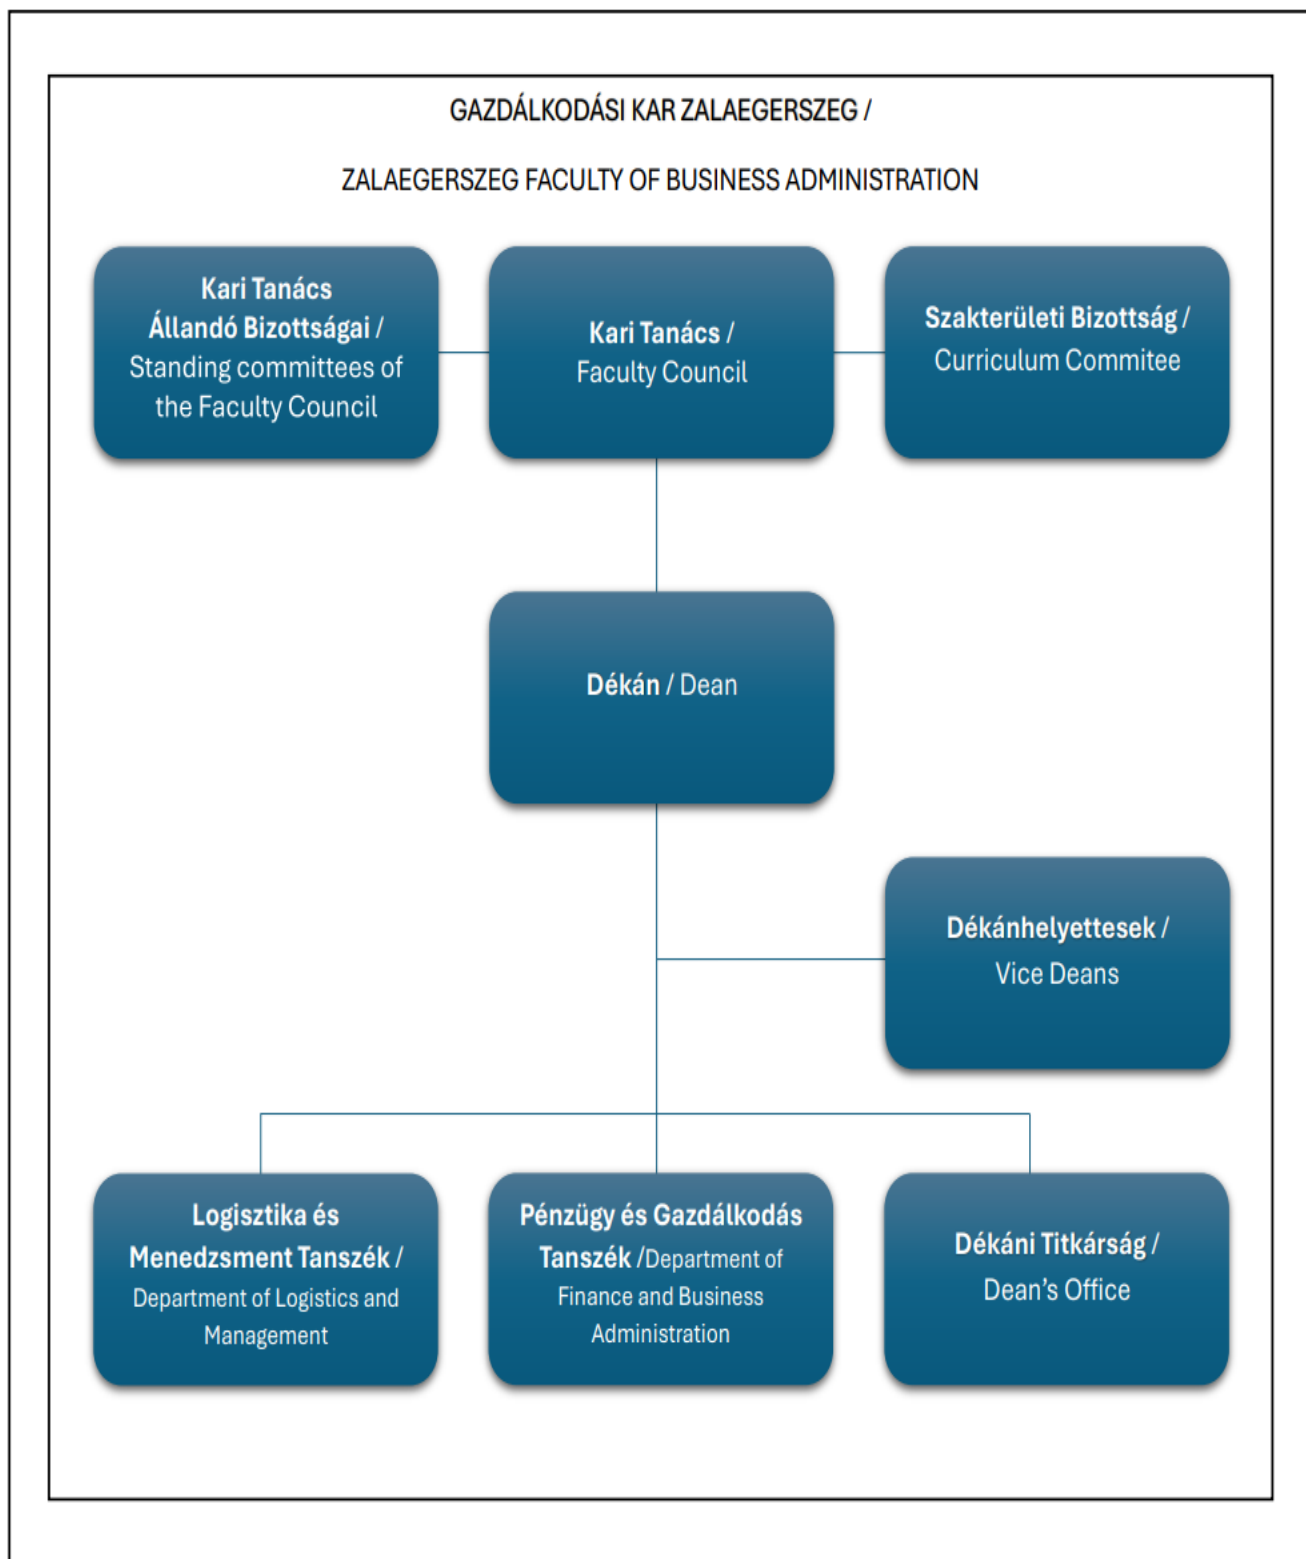 GAZDÁLKODÁSI KAR ZALAEGERSZEG /
ZALAEGERSZEG FACULTY OF BUSINESS ADMINISTRATION
Kari Tanács
Állandó Bizottságai /
Standing committees of
the Faculty Council
Kari Tanács /
Faculty Council
Szakterületi Bizottság /
Curriculum Commitee
Dékán / Dean
Dékánhelyettesek /
Vice Deans
Logisztika és
Menedzsment Tanszék /
Department of Logistics and
Management
Pénzügy és Gazdálkodás
Tanszék /Department of
Finance and Business
Administration
Dékáni Titkárság /
Dean’s Office